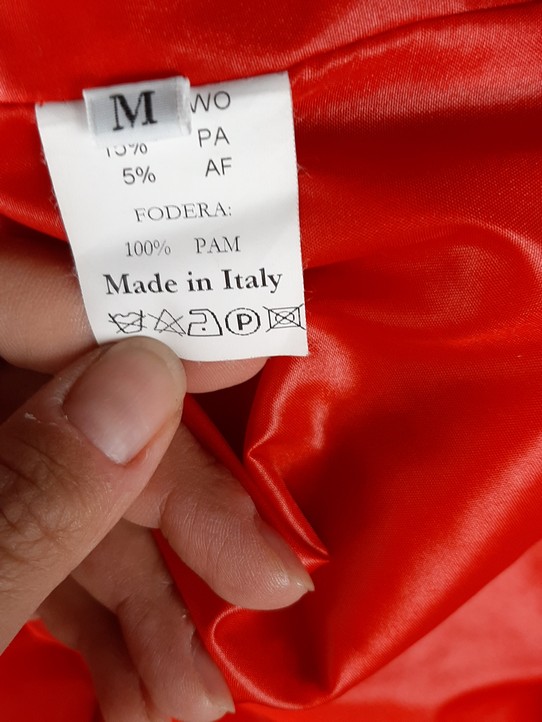 M
WO
PA
5% AF
FODERA:
100% PAM
Made in Italy
P